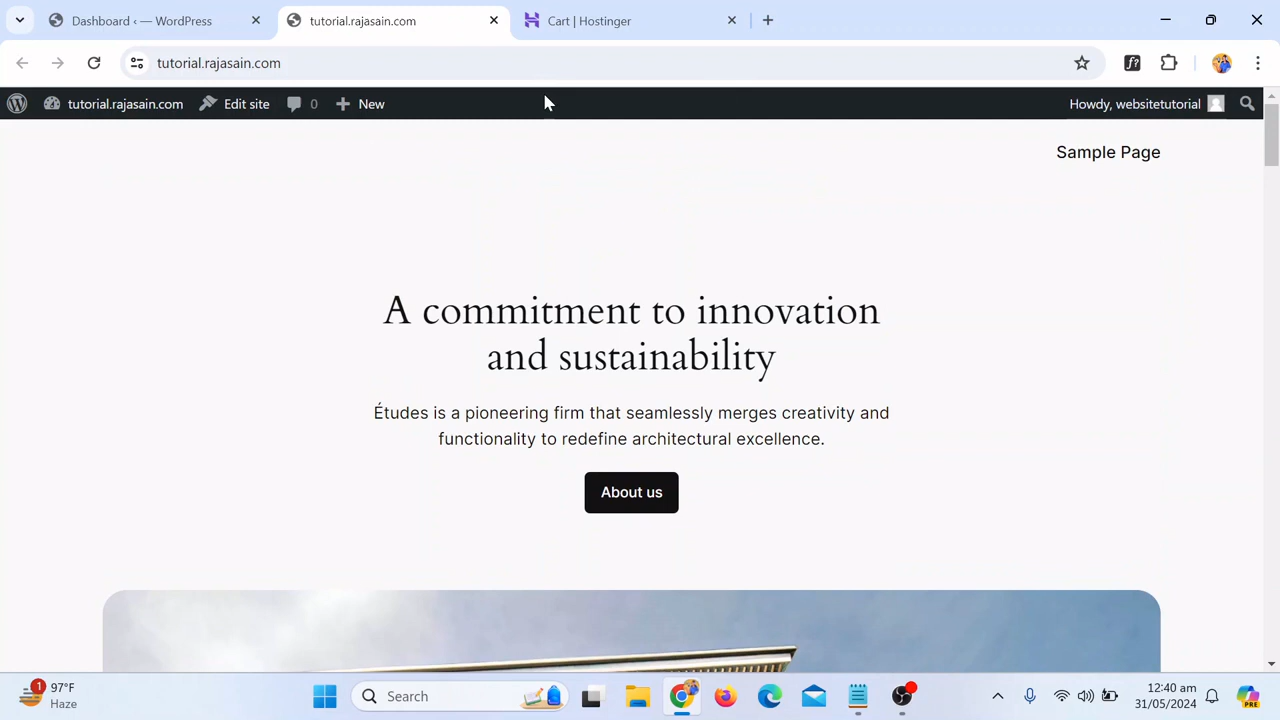 Dashboard ‹ — WordPress
tutorial.rajasain.com
Cart | Hostinger
tutorial.rajasain.com
f?
tutorial.rajasain.com
Edit site
0
New
Howdy, websitetutorial
Sample Page
A commitment to innovation
and sustainability
Études is a pioneering firm that seamlessly merges creativity and
functionality to redefine architectural excellence.
About us
1
97°F
Haze
Search
12:40 am
31/05/2024
PRE